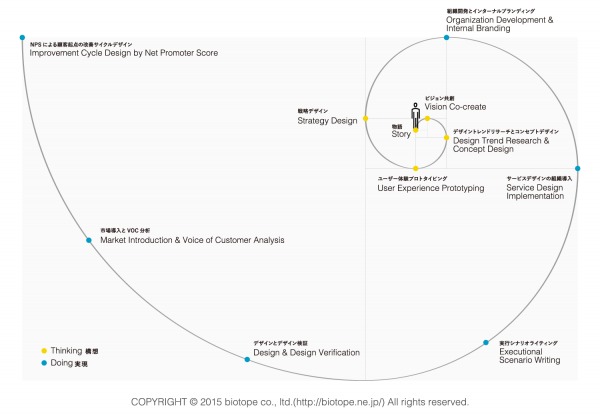 組織開発とインターナルブランディング
Organization Development &
Internal Branding
NPSによる顧客起点の改善サイクルデザイン
Improvement Cycle Design by Net Promoter Score
ビジョン共創
Vision Co-create
戦略デザイン
Strategy Design
物語
Story
デザイントレンドリサーチとコンセプトデザイン
Design Trend Research &
Concept Design
ユーザー体験プロトタイピング
User Experience Prototyping
サービスデザインの組織導入
Service Design
Implementation
市場導入と VOC 分析
Market Introduction & Voice of Customer Analysis
デザインとデザイン検証
Design & Design Verification
実行シナリオライティング
Executional
Scenario Writing
Thinking 構想
Doing 実現
COPYRIGHT © 2015 biotope co., ltd.(http://biotope.ne.jp/) All rights reserved.